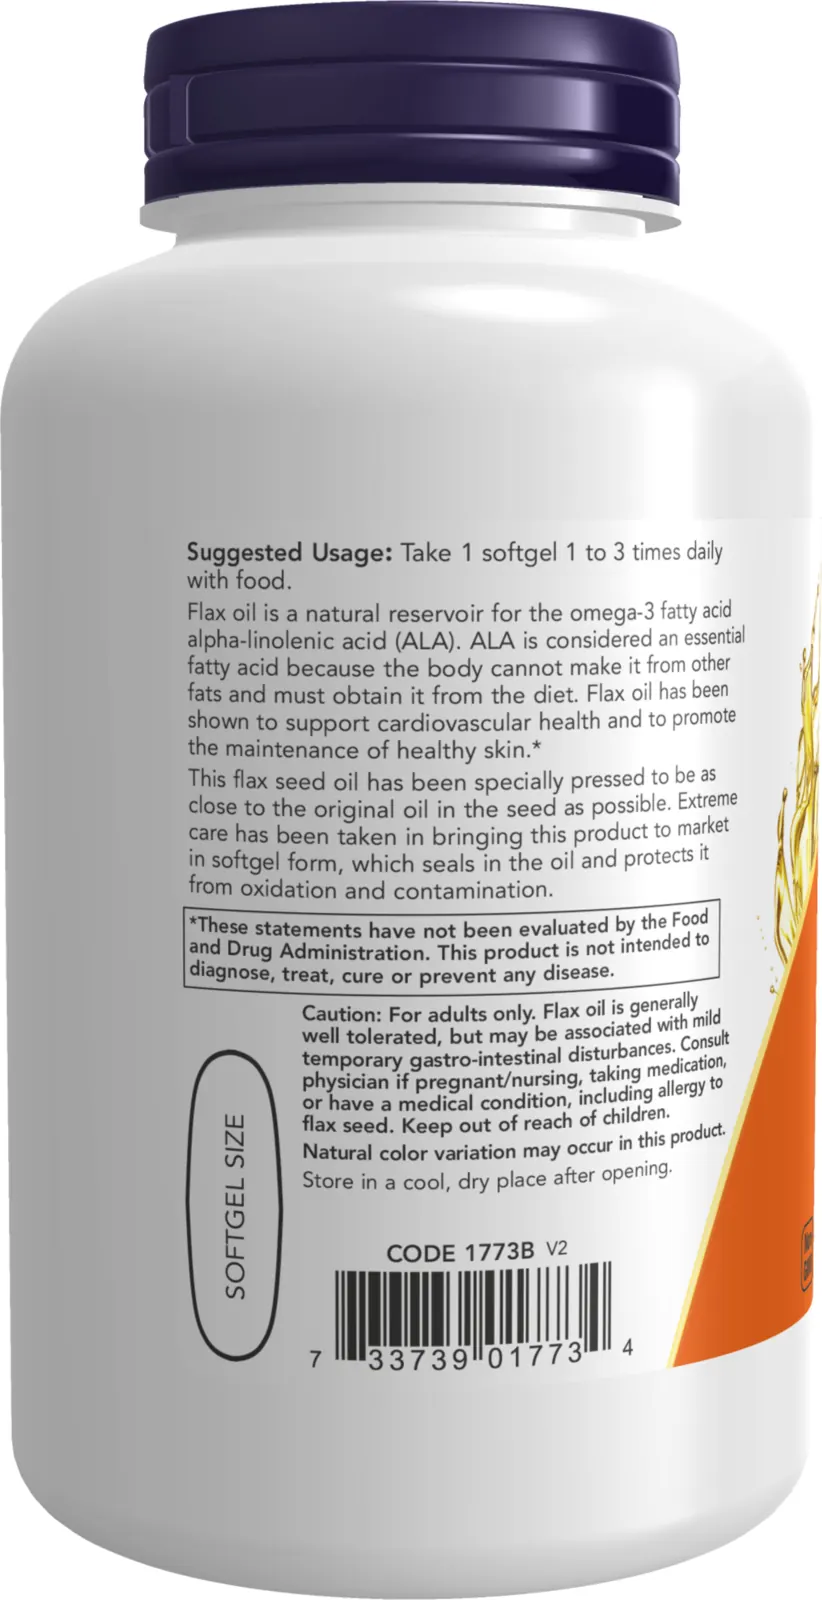 Suggested Usage: Take 1 softgel 1 to 3 times daily
with food.
Flax oil is a natural reservoir for the omega-3 fatty acid
alpha-linolenic acid (ALA). ALA is considered an essential
fatty acid because the body cannot make it from other
fats and must obtain it from the diet. Flax oil has been
shown to support cardiovascular health and to promote
the maintenance of healthy skin.*
This flax seed oil has been specially pressed to be as
close to the original oil in the seed as possible. Extreme
care has been taken in bringing this product to market
in softgel form, which seals in the oil and protects it
from oxidation and contamination.
*These statements have not been evaluated by the Food
and Drug Administration. This product is not intended to
diagnose, treat, cure or prevent any disease.
Caution: For adults only. Flax oil is generally
well tolerated, but may be associated with mild
temporary gastro-intestinal disturbances. Consult
physician if pregnant/nursing, taking medication,
or have a medical condition, including allergy to
flax seed. Keep out of reach of children.
Natural color variation may occur in this product.
Store in a cool, dry place after opening.
SOFTGEL SIZE
CODE 1773B V2
7 33739 01773 4